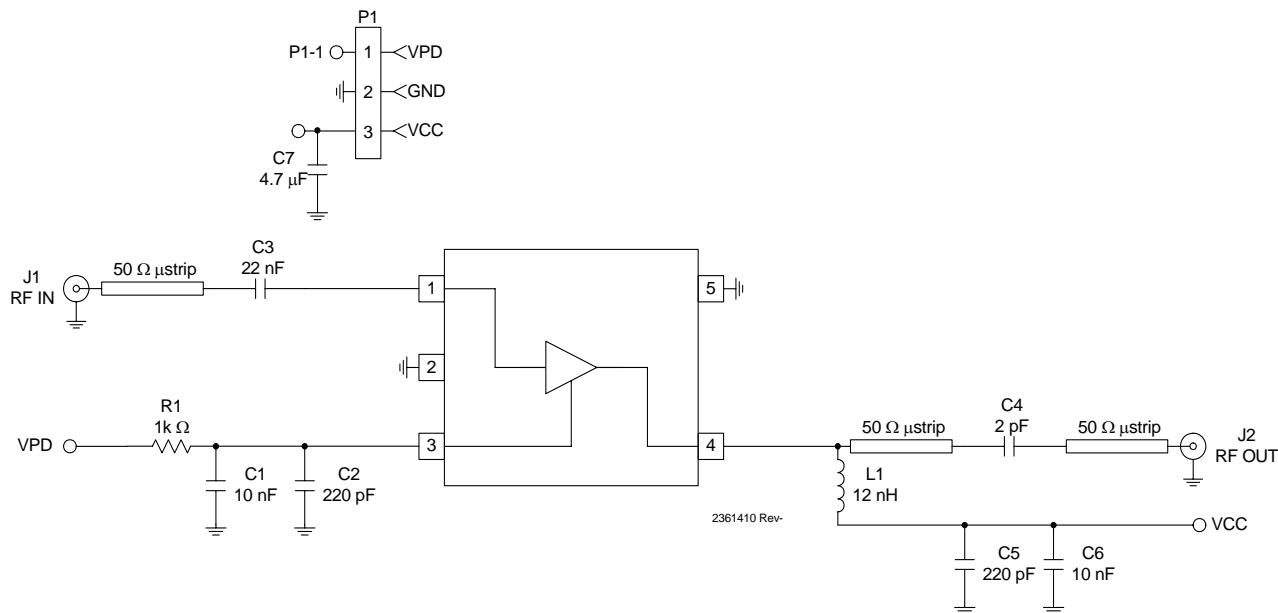 P1
P1-1
1
VPD
2
GND
3
VCC
C7
4.7 µF
C3
22 nF
J1
RF IN
50 Ω µstrip
1
5
2
R1
1k Ω
VPD
3
4
C1
10 nF
C2
220 pF
50 Ω µstrip
C4
2 pF
50 Ω µstrip
J2
RF OUT
L1
12 nH
2361410 Rev-
VCC
C5
220 pF
C6
10 nF